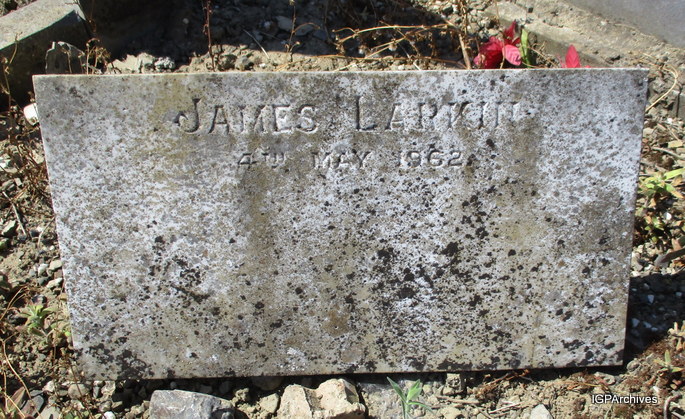 James Larkin
4th May 1962
IGPArchives